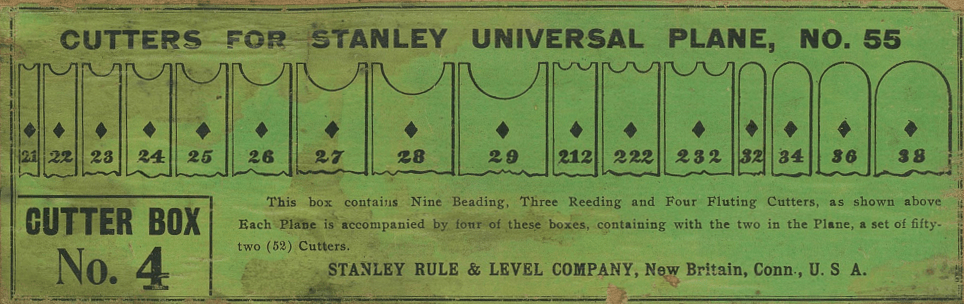 CUTTERS FOR STANLEY UNIVERSAL PLANE, NO. 55
21 22 23 24 25 26 27 28 29 212 222 232 32 34 36 38
CUTTER BOX
No. 4
This box contains Nine Beading, Three Reeding and Four Fluting Cutters, as shown above
Each Plane is accompanied by four of these boxes, containing with the two in the Plane, a set of fifty-
two (52) Cutters.
STANLEY RULE & LEVEL COMPANY, New Britain, Conn., U. S A.